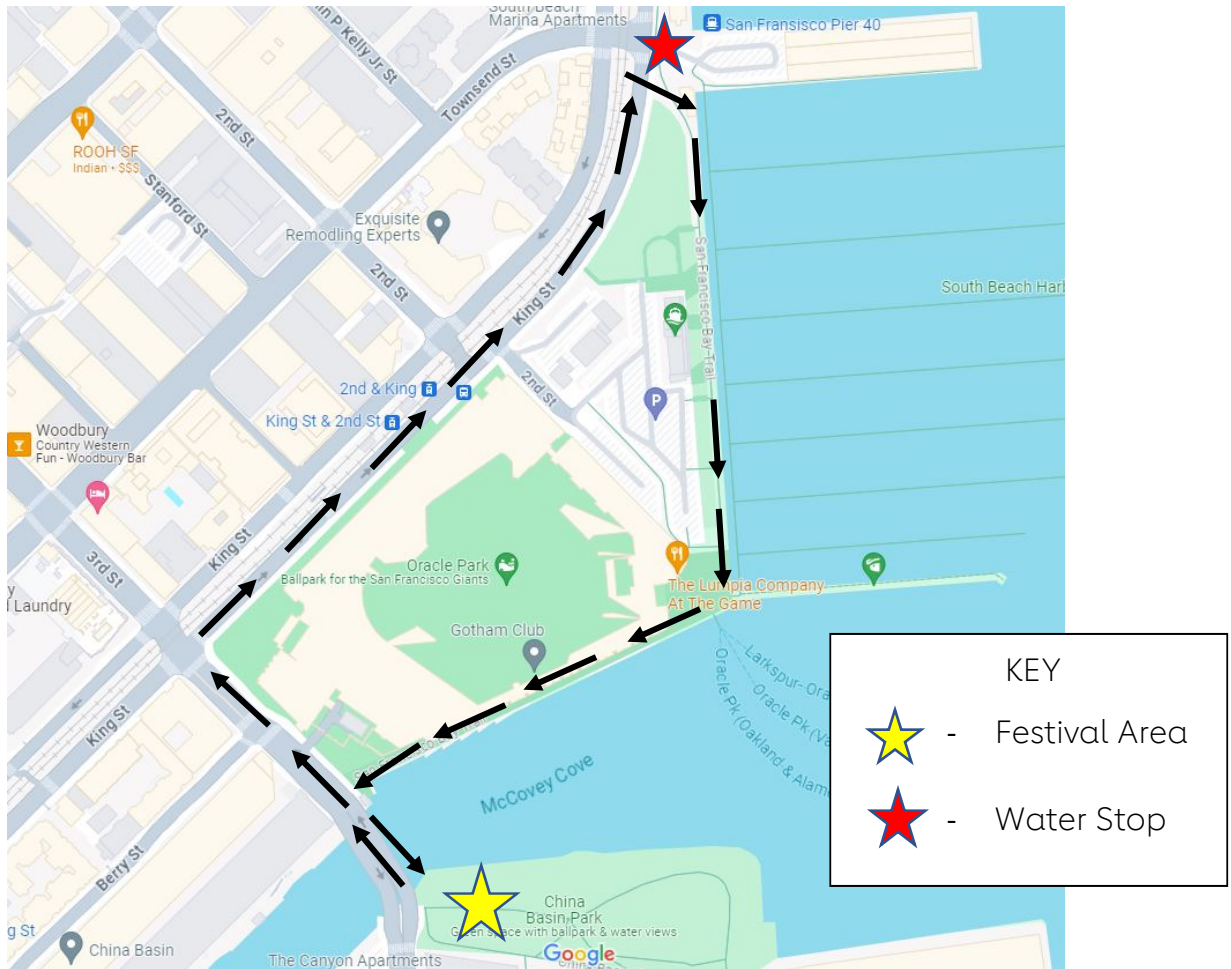 South Beach
Marina Apartments
San Fransisco Pier 40
n P Kelly Jr St
Townsend St
2nd St
ROOH SF
Indian • $$$
Stanford St
Exquisite
Remodling Experts
2nd St
King St
San Francisco Bay Trail
South Beach Harb
2nd & King
King St & 2nd St
2nd St
P
Woodbury
Country Western
Fun - Woodbury Bar
3rd St
King St
Oracle Park
Ballpark for the San Francisco Giants
The Lumpia Company
At The Game
d Laundry
Gotham Club
King St
McCovey Cove
Larkspur- Ora
Oracle Pk (Va
Oracle Pk (Oakland & Alam
Berry St
g St
China Basin
China
Basin Park
Green space with ballpark & water views
The Canyon Apartments
Google
KEY
- Festival Area
- Water Stop